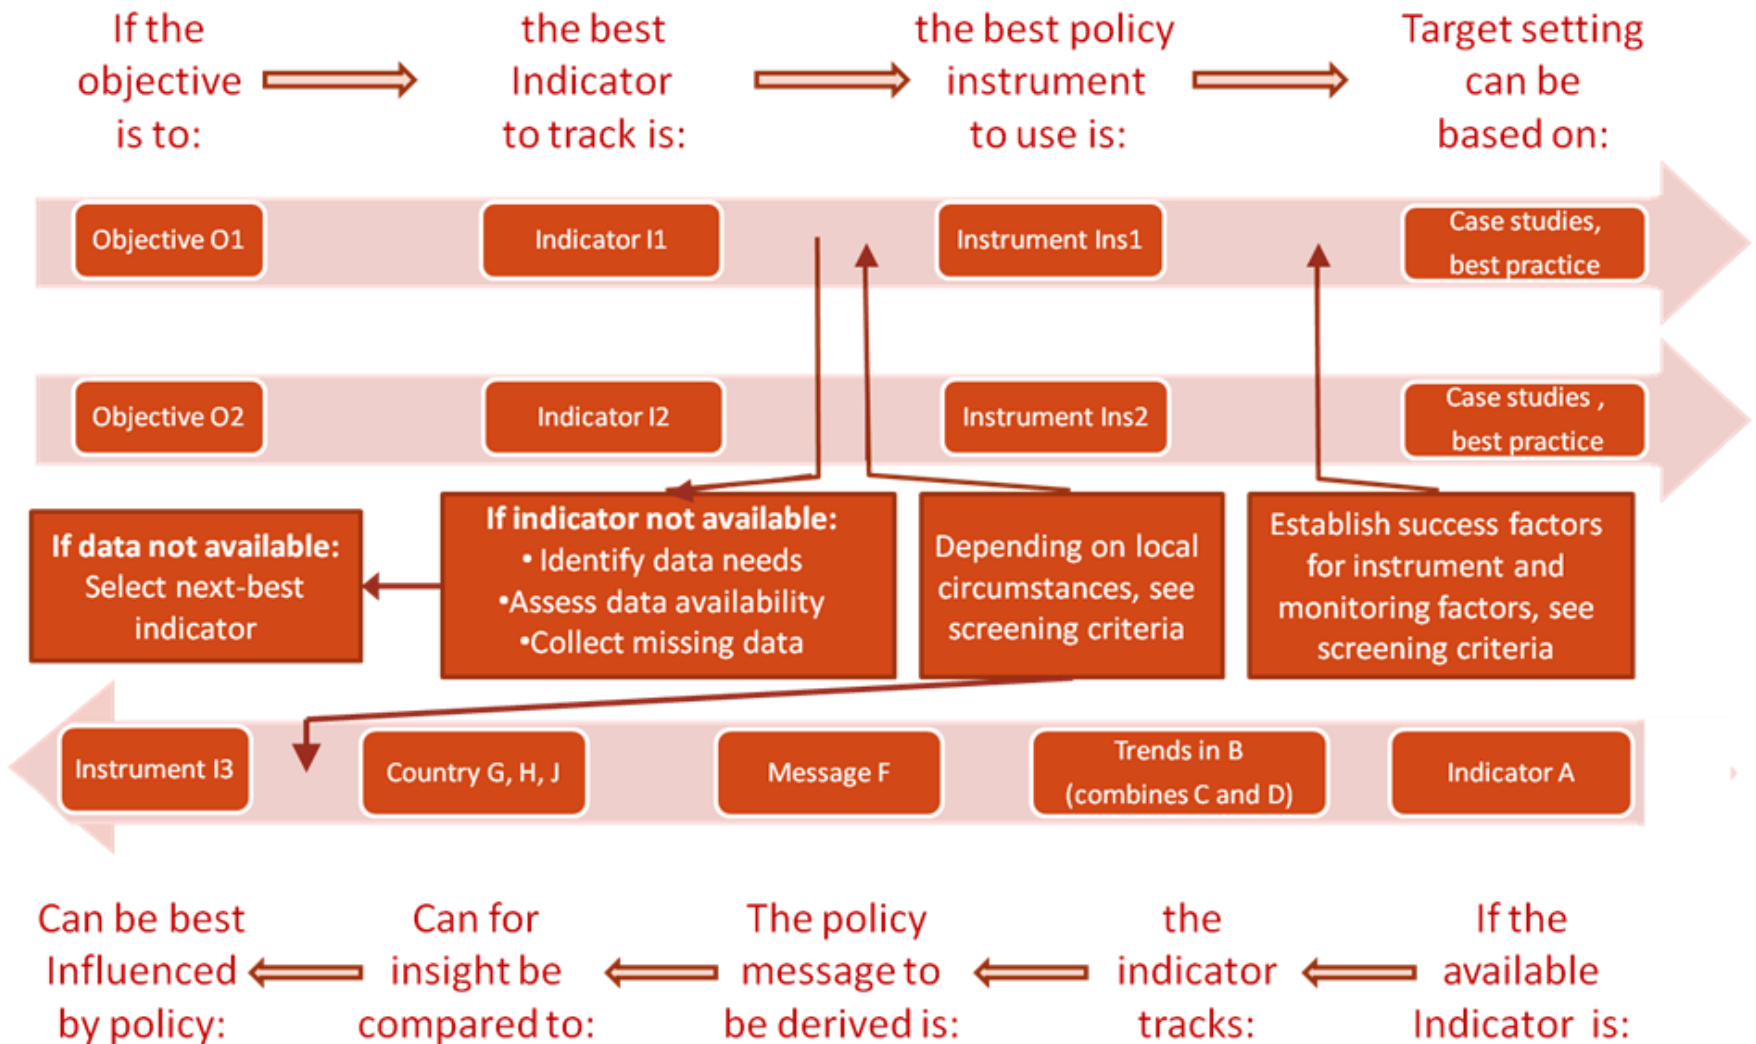 If the
objective
is to:
the best
Indicator
to track is:
the best policy
instrument
to use is:
Target setting
can be
based on:
Objective O1
Indicator I1
Instrument Ins1
Case studies,
best practice
Objective O2
Indicator I2
Instrument Ins2
Case studies ,
best practice
If data not available:
Select next-best
indicator
If indicator not available:
• Identify data needs
•Assess data availability
•Collect missing data
Depending on local
circumstances, see
screening criteria
Establish success factors
for instrument and
monitoring factors, see
screening criteria
Instrument I3
Country G, H, J
Message F
Trends in B
(combines C and D)
Indicator A
Can be best
Influenced
by policy:
Can for
insight be
compared to:
The policy
message to
be derived is:
the
indicator
tracks:
If the
available
Indicator is: